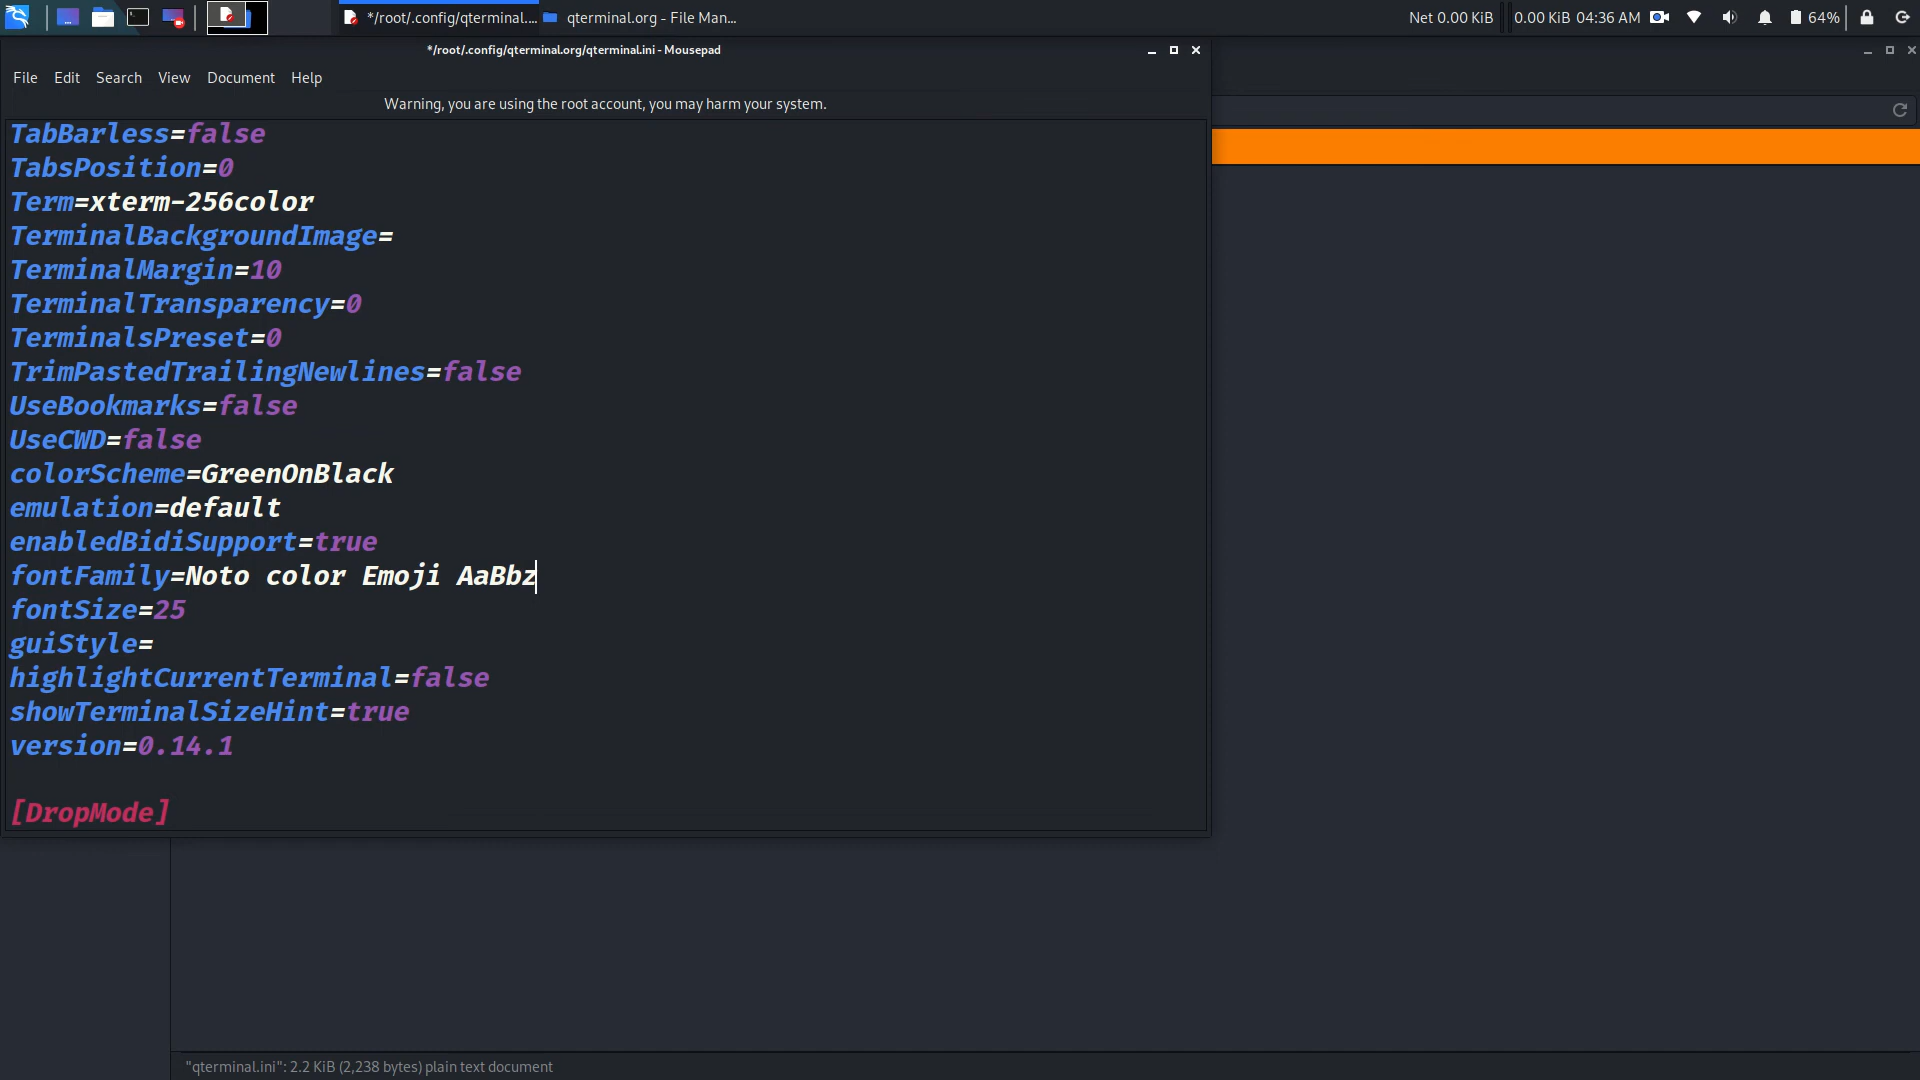 */root/.config/qterminal....
qterminal.org - File Man...
Net 0.00 KiB
0.00 KiB 04:36 AM
64%
*/root/.config/qterminal.org/qterminal.ini - Mousepad
File Edit Search View Document Help
Warning, you are using the root account, you may harm your system.
TabBarless=false
TabsPosition=0
Term=xterm-256color
TerminalBackgroundImage=
TerminalMargin=10
TerminalTransparency=0
TerminalsPreset=0
TrimPastedTrailingNewlines=false
UseBookmarks=false
UseCWD=false
colorScheme=GreenOnBlack
emulation=default
enabledBidiSupport=true
fontFamily=Noto color Emoji AaBbz
fontSize=25
guiStyle=
highlightCurrentTerminal=false
showTerminalSizeHint=true
version=0.14.1
[DropMode]
"qterminal.ini": 2.2 KiB (2,238 bytes) plain text document